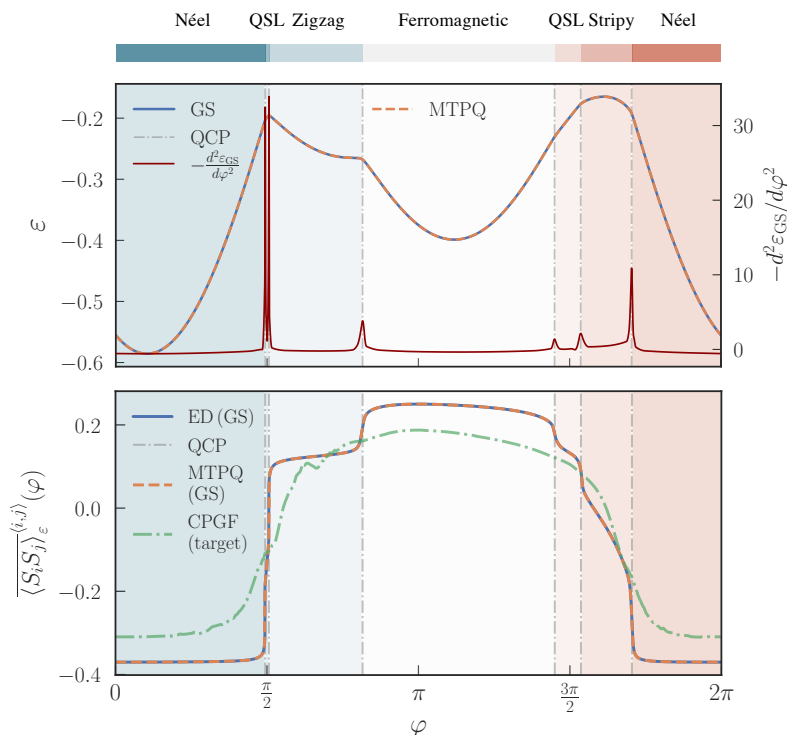 Néel QSL Zigzag Ferromagnetic QSL Stripy Néel
GS
QCP
−d²ε_GS/dφ²
MTPQ
−0.2
−0.3
−0.4
−0.5
−0.6
ε
30
20
10
0
−d²ε_GS/dφ²
ED (GS)
QCP
MTPQ
(GS)
CPGF
(target)
0.2
0.0
−0.2
−0.4
⟨S_iS_j⟩_ε^⟨i,j⟩(φ)
0 π/2 π 3π/2 2π
φ